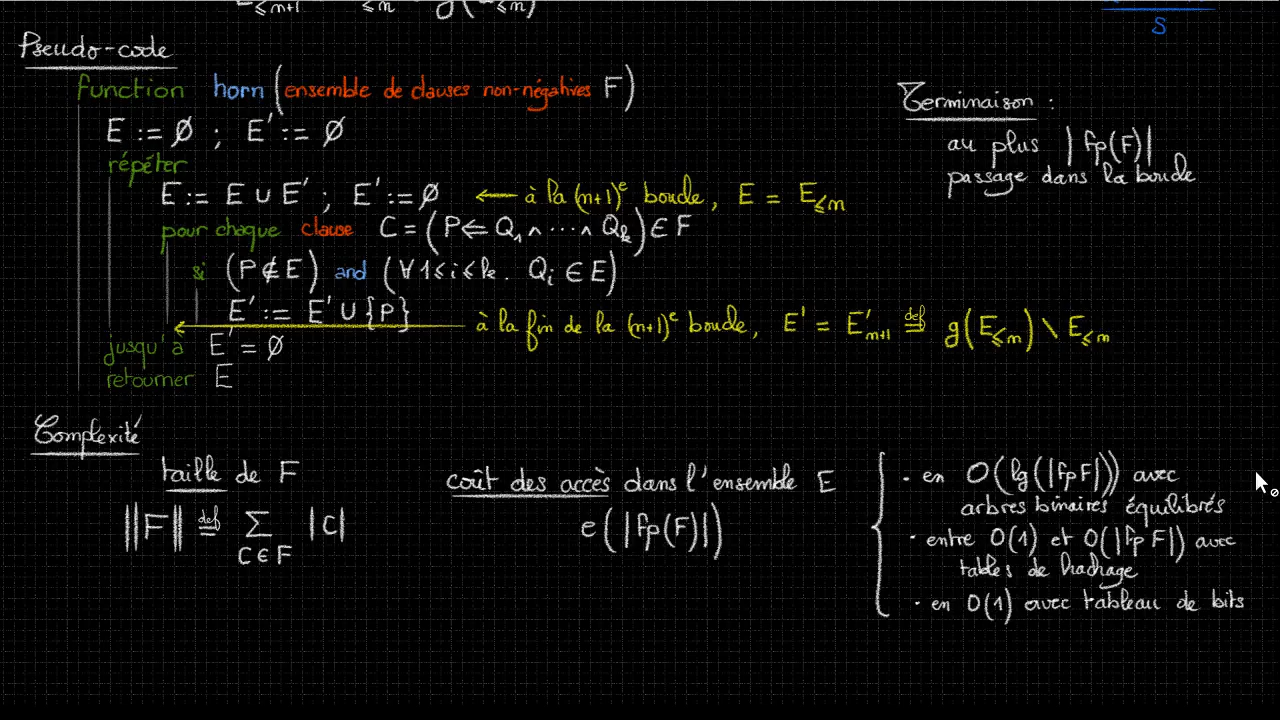 ⩽n+1 ⩽n g(⩽n)
S
Pseudo-code
function horn (ensemble de clauses non-négatives F)
E := ∅ ; E' := ∅
répéter
E := E ∪ E' ; E' := ∅ ← à la (n+1)ᵉ boucle, E = E⩽n
pour chaque clause C = (P ⇐ Q₁ ∧ ⋯ ∧ Qₖ) ∈ F
si (P ∉ E) and (∀ 1 ⩽ i ⩽ k. Qᵢ ∈ E)
E' := E' ∪ {P}
← à la fin de la (n+1)ᵉ boucle, E' = E'ₙ₊₁ def= g(E⩽n) \ E⩽n
jusqu'à E' = ∅
retourner E
Terminaison :
au plus |fp(F)|
passage dans la boucle
Complexité
taille de F
‖F‖ def= ∑ |C|
C ∈ F
coût des accès dans l'ensemble E
e(|fp(F)|)
· en O(lg(|fp F|)) avec
arbres binaires équilibrés
· entre O(1) et O(|fp F|) avec
tables de hachage
· en O(1) avec tableau de bits